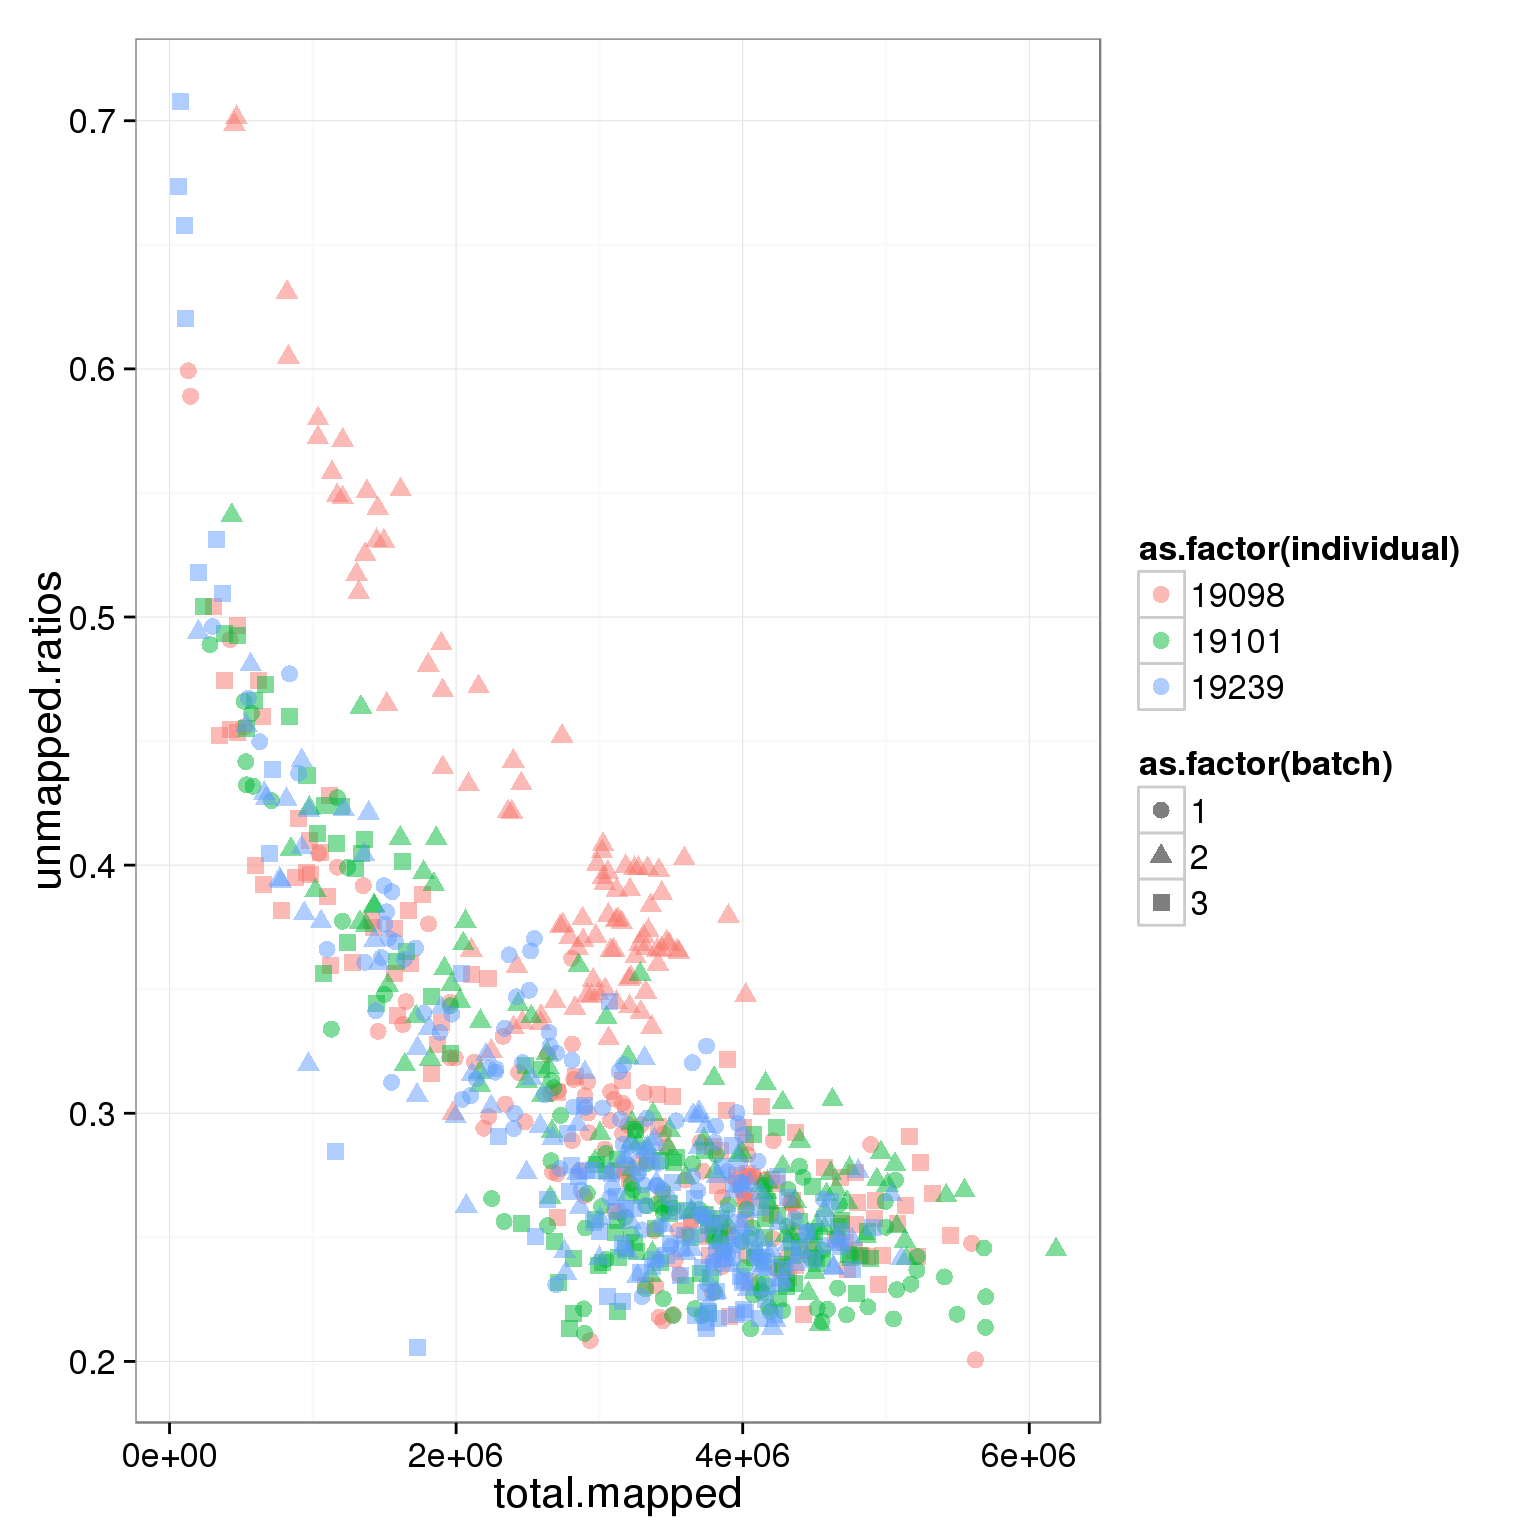 unmapped.ratios
0.7
0.6
0.5
0.4
0.3
0.2
0e+00
2e+06
4e+06
6e+06
total.mapped
as.factor(individual)
19098
19101
19239
as.factor(batch)
1
2
3